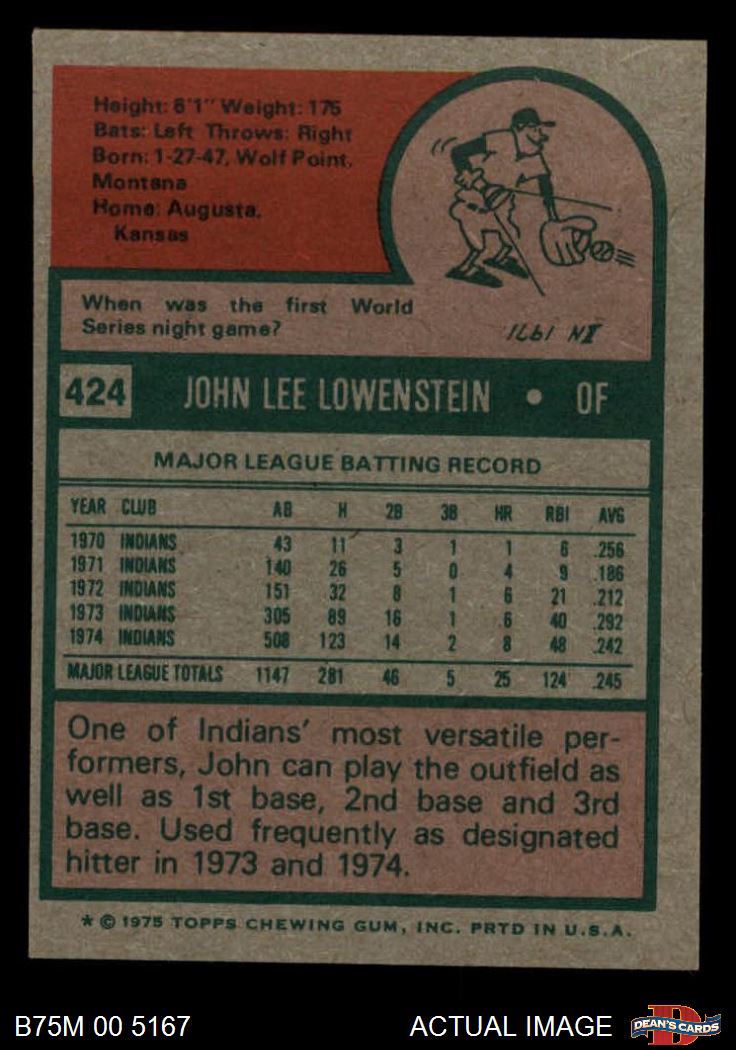 Height: 6'1" Weight: 175
Bats: Left Throws: Right
Born: 1-27-47, Wolf Point,
Montana
Home: Augusta,
Kansas
When was the first World
Series night game?
IN 1971
424 JOHN LEE LOWENSTEIN • OF
MAJOR LEAGUE BATTING RECORD
YEAR CLUB AB H 2B 3B HR RBI AVG
1970 INDIANS 43 11 3 1 1 6 .256
1971 INDIANS 140 26 5 0 4 9 .186
1972 INDIANS 151 32 8 1 6 21 .212
1973 INDIANS 305 89 16 1 6 40 .292
1974 INDIANS 508 123 14 2 8 48 .242
MAJOR LEAGUE TOTALS 1147 281 46 5 25 124 .245
One of Indians' most versatile per-
formers, John can play the outfield as
well as 1st base, 2nd base and 3rd
base. Used frequently as designated
hitter in 1973 and 1974.
* © 1975 TOPPS CHEWING GUM, INC. PRTD IN U.S.A.
B75M 00 5167 ACTUAL IMAGE DEAN'S CARDS